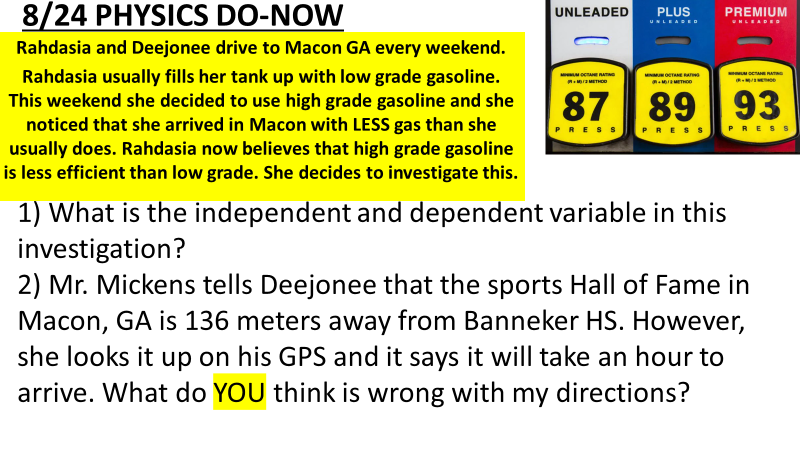 8/24 PHYSICS DO-NOW
Rahdasia and Deejonee drive to Macon GA every weekend.
Rahdasia usually fills her tank up with low grade gasoline.
This weekend she decided to use high grade gasoline and she
noticed that she arrived in Macon with LESS gas than she
usually does. Rahdasia now believes that high grade gasoline
is less efficient than low grade. She decides to investigate this.
UNLEADED PLUS PREMIUM
UNLEADED UNLEADED
MINIMUM OCTANE RATING MINIMUM OCTANE RATING MINIMUM OCTANE RATING
(R + M) / 2 METHOD (R + M) / 2 METHOD (R + M) / 2 METHOD
87 89 93
PRESS PRESS PRESS
1) What is the independent and dependent variable in this
investigation?
2) Mr. Mickens tells Deejonee that the sports Hall of Fame in
Macon, GA is 136 meters away from Banneker HS. However,
she looks it up on his GPS and it says it will take an hour to
arrive. What do YOU think is wrong with my directions?